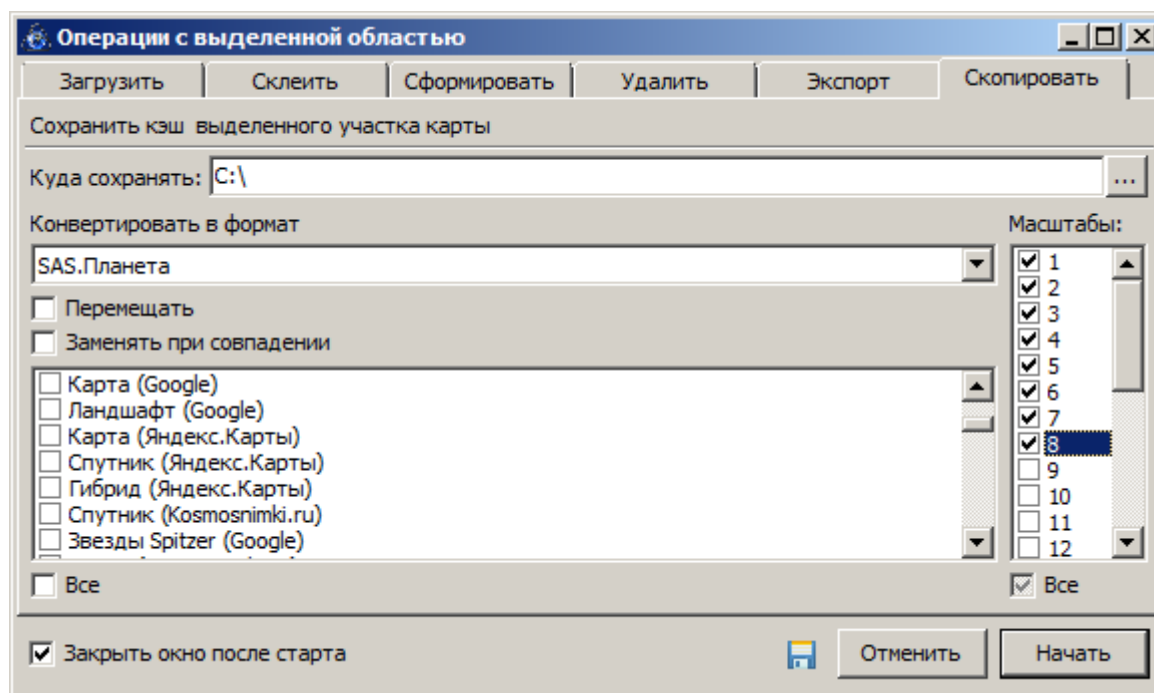 Операции с выделенной областью
Загрузить Склеить Сформировать Удалить Экспорт Скопировать
Сохранить кэш выделенного участка карты
Куда сохранять: C:\ ...
Конвертировать в формат
SAS.Планета
Перемещать
Заменять при совпадении
Карта (Google)
Ландшафт (Google)
Карта (Яндекс.Карты)
Спутник (Яндекс.Карты)
Гибрид (Яндекс.Карты)
Спутник (Kosmosnimki.ru)
Звезды Spitzer (Google)
Все
Масштабы:
1
2
3
4
5
6
7
8
9
10
11
12
Все
Закрыть окно после старта
Отменить
Начать